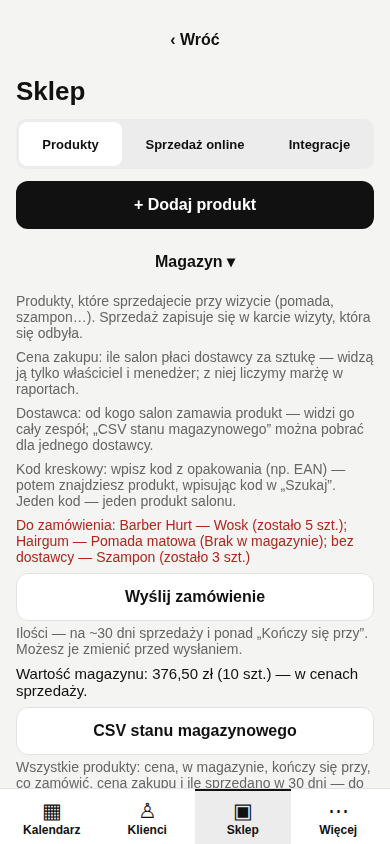 ‹ Wróć
Sklep
Produkty
Sprzedaż online
Integracje
+ Dodaj produkt
Magazyn ▾
Produkty, które sprzedajecie przy wizycie (pomada,
szampon…). Sprzedaż zapisuje się w karcie wizyty, która
się odbyła.
Cena zakupu: ile salon płaci dostawcy za sztukę — widzą
ją tylko właściciel i menedżer; z niej liczymy marżę w
raportach.
Dostawca: od kogo salon zamawia produkt — widzi go
cały zespół; „CSV stanu magazynowego" można pobrać
dla jednego dostawcy.
Kod kreskowy: wpisz kod z opakowania (np. EAN) —
potem znajdziesz produkt, wpisując kod w „Szukaj".
Jeden kod — jeden produkt salonu.
Do zamówienia: Barber Hurt — Wosk (zostało 5 szt.);
Hairgum — Pomada matowa (Brak w magazynie); bez
dostawcy — Szampon (zostało 3 szt.)
Wyślij zamówienie
Ilości — na ~30 dni sprzedaży i ponad „Kończy się przy".
Możesz je zmienić przed wysłaniem.
Wartość magazynu: 376,50 zł (10 szt.) — w cenach
sprzedaży.
CSV stanu magazynowego
Wszystkie produkty: cena, w magazynie, kończy się przy,
co zamówić, cena zakupu i ile sprzedano w 30 dni — do
Kalendarz
Klienci
Sklep
Więcej